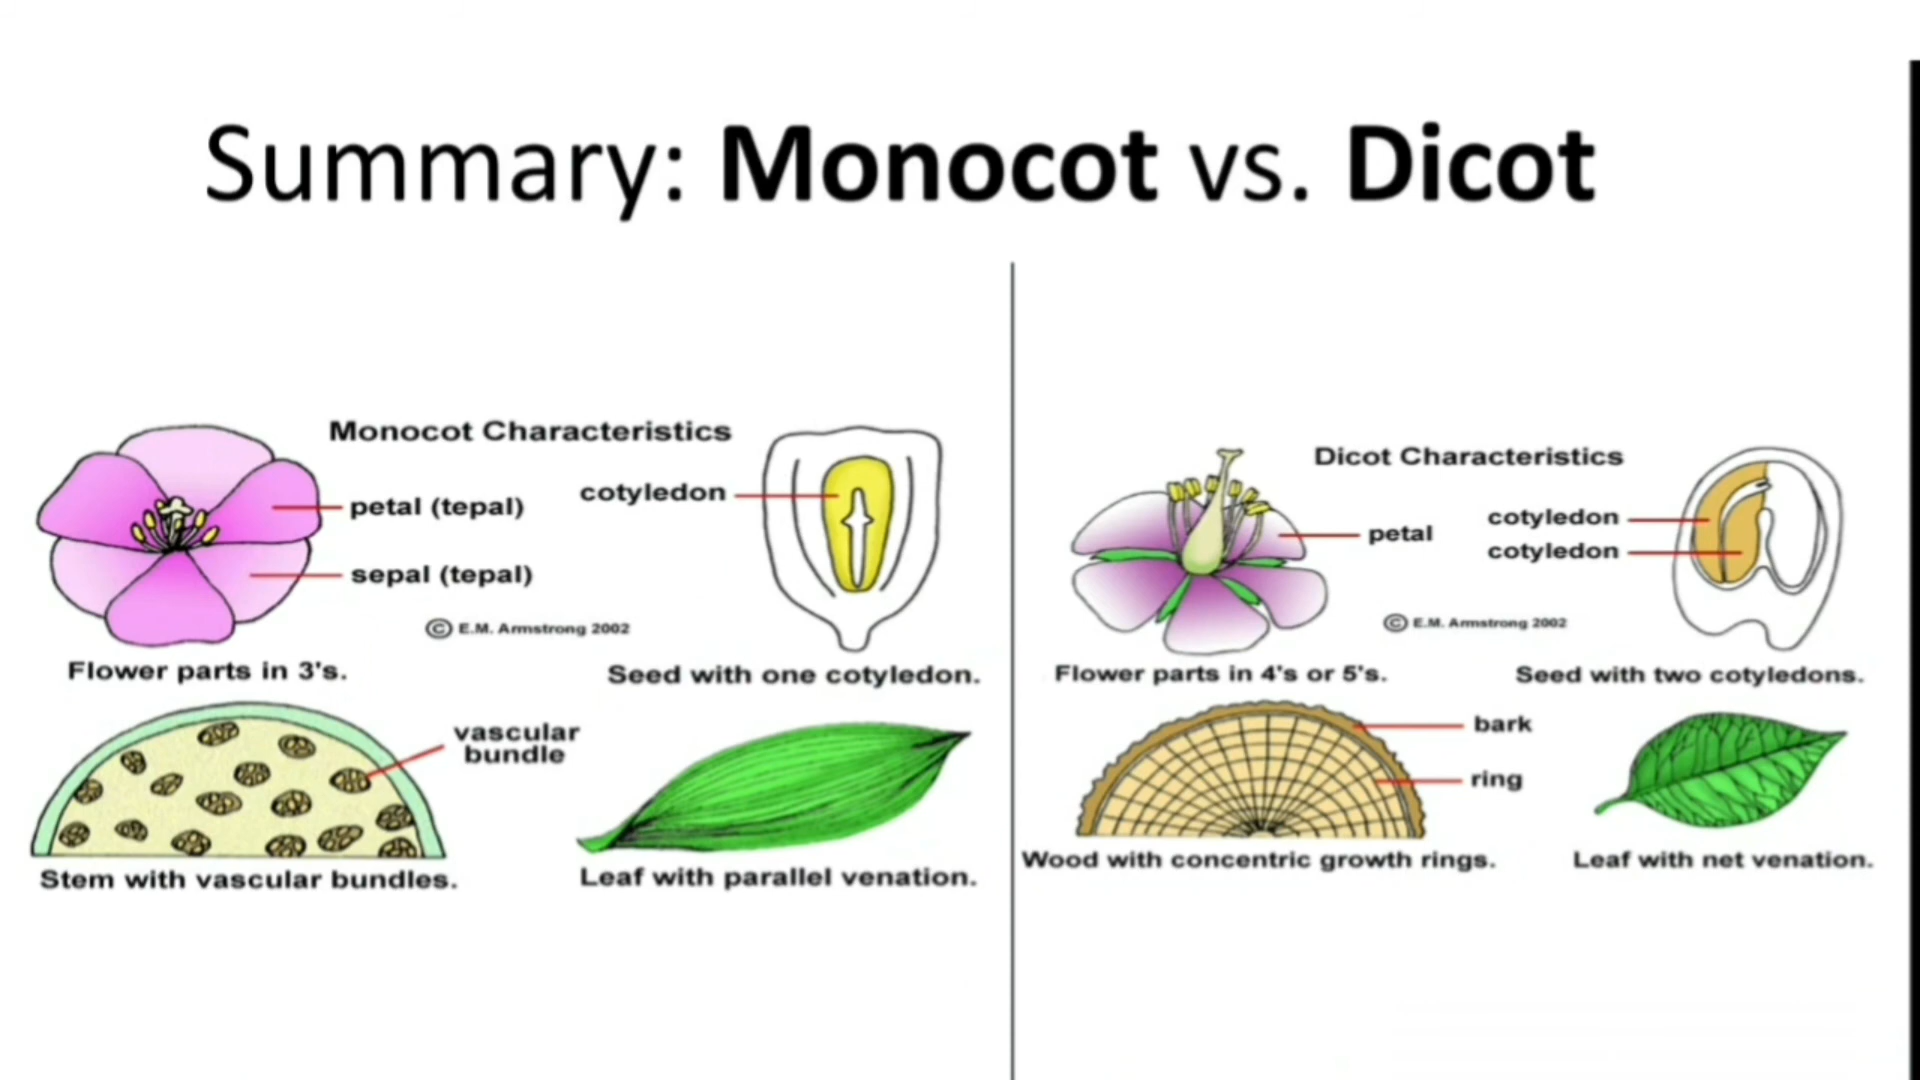 Summary: Monocot vs. Dicot
Monocot Characteristics
petal (tepal)
cotyledon
sepal (tepal)
© E.M. Armstrong 2002
Flower parts in 3's.
Seed with one cotyledon.
vascular
bundle
Stem with vascular bundles.
Leaf with parallel venation.
Dicot Characteristics
petal
cotyledon
cotyledon
© E.M. Armstrong 2002
Flower parts in 4's or 5's.
Seed with two cotyledons.
bark
ring
Wood with concentric growth rings.
Leaf with net venation.